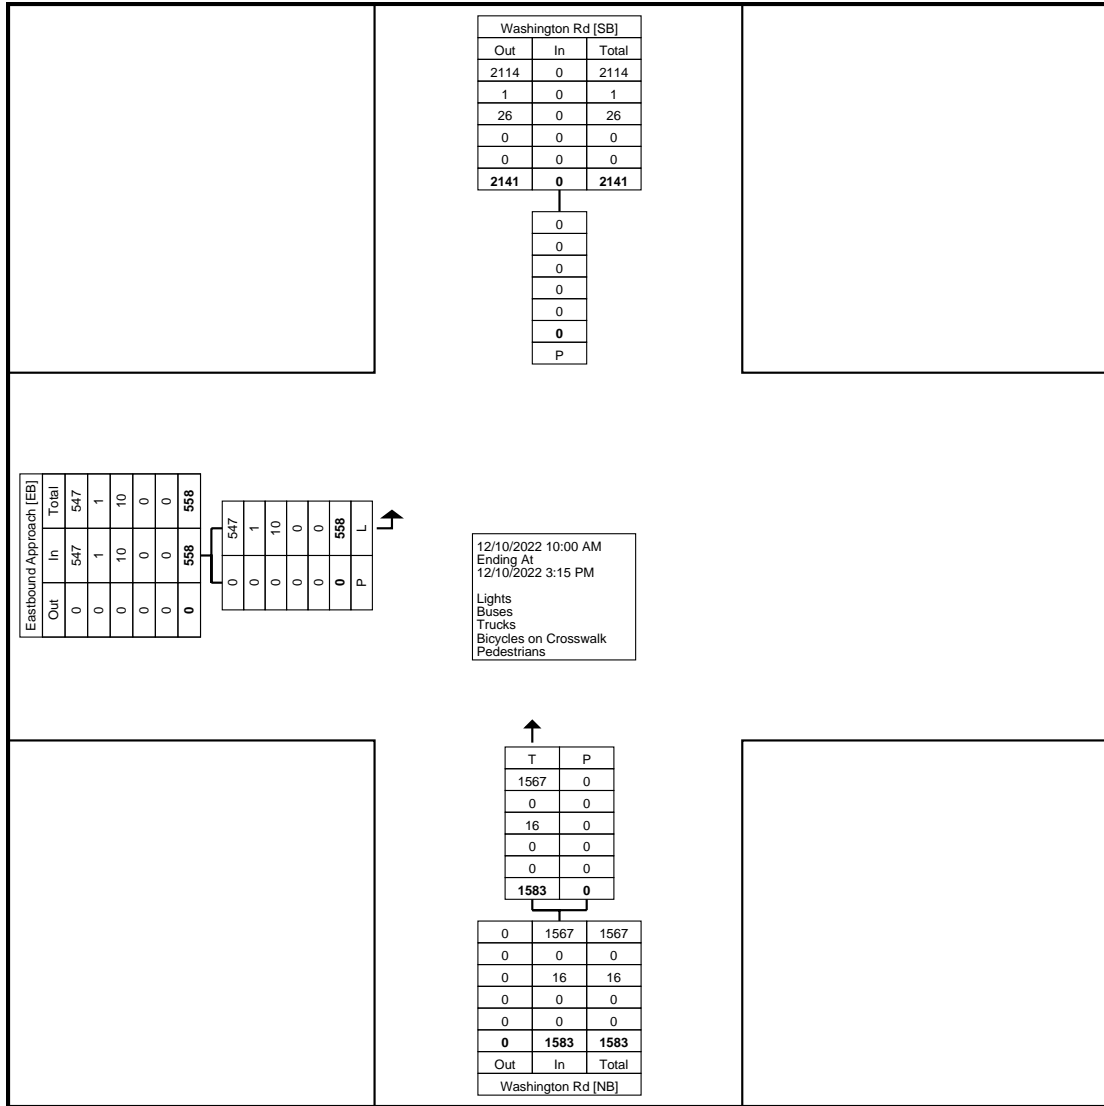 Washington Rd [SB]
Out In Total
2114 0 2114
1 0 1
26 0 26
0 0 0
0 0 0
2141 0 2141
0
0
0
0
0
0
P
Eastbound Approach [EB]
Out In Total
0 547 547
0 1 1
0 10 10
0 0 0
0 0 0
0 558 558
0 547
0 1
0 10
0 0
0 0
0 558
P L
12/10/2022 10:00 AM
Ending At
12/10/2022 3:15 PM
Lights
Buses
Trucks
Bicycles on Crosswalk
Pedestrians
T P
1567 0
0 0
16 0
0 0
0 0
1583 0
0 1567 1567
0 0 0
0 16 16
0 0 0
0 0 0
0 1583 1583
Out In Total
Washington Rd [NB]